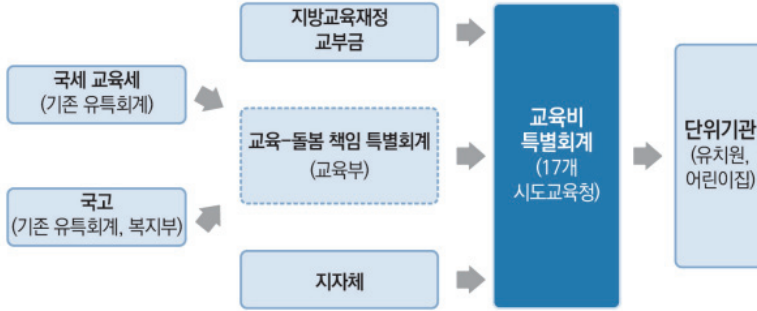 지방교육재정
교부금
국세 교육세
(기존 유특회계)
교육-돌봄 책임 특별회계
(교육부)
국고
(기존 유특회계, 복지부)
지자체
교육비
특별회계
(17개
시도교육청)
단위기관
(유치원,
어린이집)